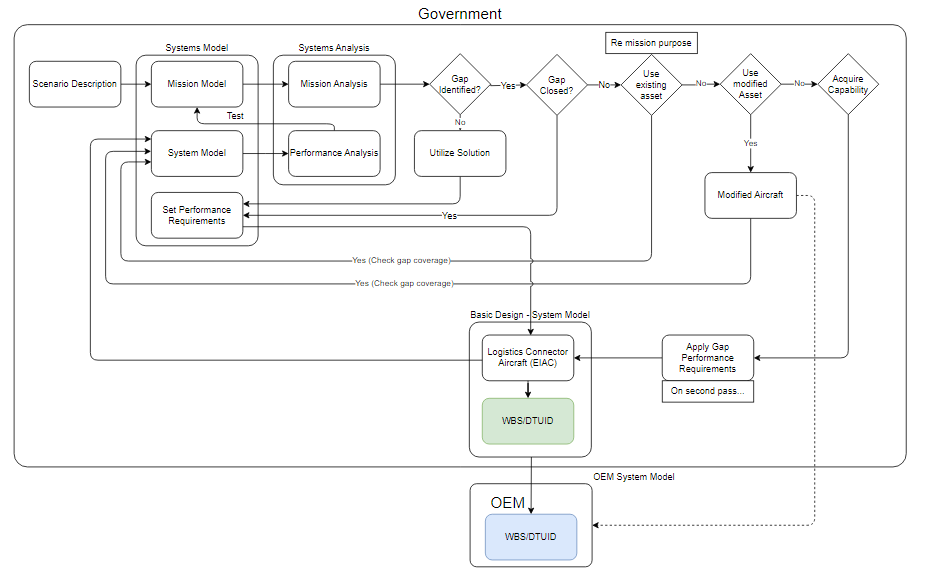 Government
Systems Model
Systems Analysis
Re mission purpose
Scenario Description
Mission Model
Mission Analysis
Gap
Identified?
Yes
Gap
Closed?
No
Use
existing
asset
No
Use
modified
Asset
No
Acquire
Capability
Test
No
Yes
System Model
Performance Analysis
Utilize Solution
Modified Aircraft
Set Performance
Requirements
Yes
Yes (Check gap coverage)
Yes (Check gap coverage)
Basic Design - System Model
Logistics Connector
Aircraft (EIAC)
Apply Gap
Performance
Requirements
On second pass...
WBS/DTUID
OEM System Model
OEM
WBS/DTUID